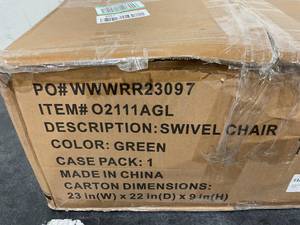 PO#WWWRR23097
ITEM#O2111AGL
DESCRIPTION: SWIVEL CHAIR
COLOR: GREEN
CASE PACK: 1
MADE IN CHINA
CARTON DIMENSIONS:
23 in(W) x 22 in(D) x 9 in(H)